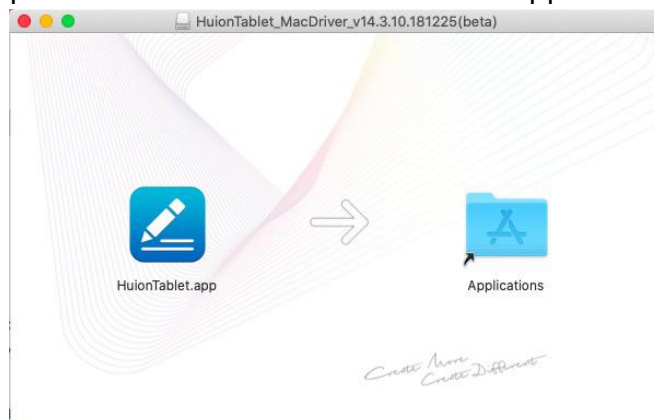 HuionTablet_MacDriver_v14.3.10.181225(beta)
HuionTablet.app
Applications
Create More
Create Different